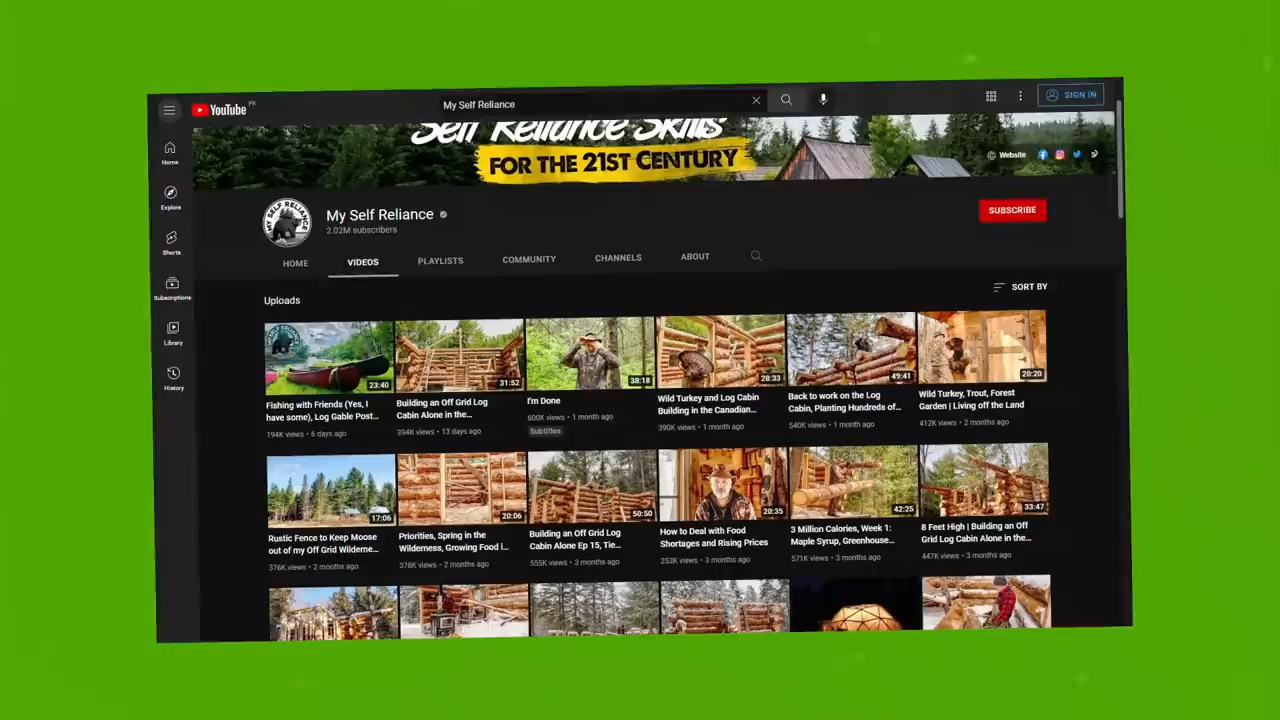 YouTube PK
My Self Reliance
SIGN IN
Self Reliance Skills
FOR THE 21ST CENTURY
Website
Home
Explore
Shorts
Subscriptions
Library
History
MY SELF RELIANCE
My Self Reliance
2.02M subscribers
SUBSCRIBE
HOME VIDEOS PLAYLISTS COMMUNITY CHANNELS ABOUT
Uploads
SORT BY
23:40
31:52
38:18
28:33
49:41
20:20
Fishing with Friends (Yes, I
have some), Log Gable Post...
194K views • 6 days ago
Building an Off Grid Log
Cabin Alone in the...
394K views • 13 days ago
I'm Done
600K views • 1 month ago
Subtitles
Wild Turkey and Log Cabin
Building in the Canadian...
390K views • 1 month ago
Back to work on the Log
Cabin, Planting Hundreds of...
540K views • 1 month ago
Wild Turkey, Trout, Forest
Garden | Living off the Land
412K views • 2 months ago
17:06
20:06
50:50
20:35
42:25
33:47
Rustic Fence to Keep Moose
out of my Off Grid Wilderne...
376K views • 2 months ago
Priorities, Spring in the
Wilderness, Growing Food i...
378K views • 2 months ago
Building an Off Grid Log
Cabin Alone Ep 15, Tie...
555K views • 3 months ago
How to Deal with Food
Shortages and Rising Prices
253K views • 3 months ago
3 Million Calories, Week 1:
Maple Syrup, Greenhouse...
571K views • 3 months ago
8 Feet High | Building an Off
Grid Log Cabin Alone in the...
447K views • 3 months ago